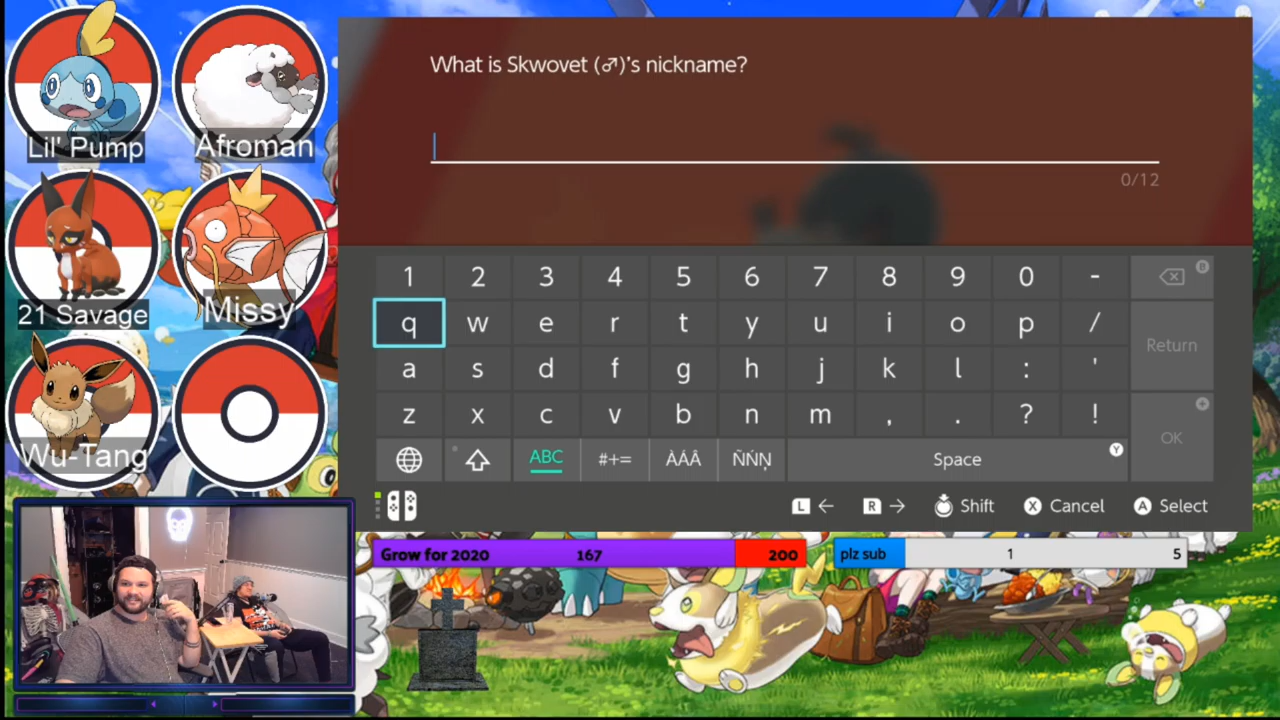 Lil' Pump
Afroman
21 Savage
Missy
Wu-Tang
What is Skwovet (♂)'s nickname?
0/12
1 2 3 4 5 6 7 8 9 0 -
q w e r t y u i o p /
Return
a s d f g h j k l : '
z x c v b n m , . ? !
OK
ABC #+= ÀÁÂ ÑŃŅ Space
L ← R → Shift X Cancel A Select
Grow for 2020 167 200
plz sub 1 5